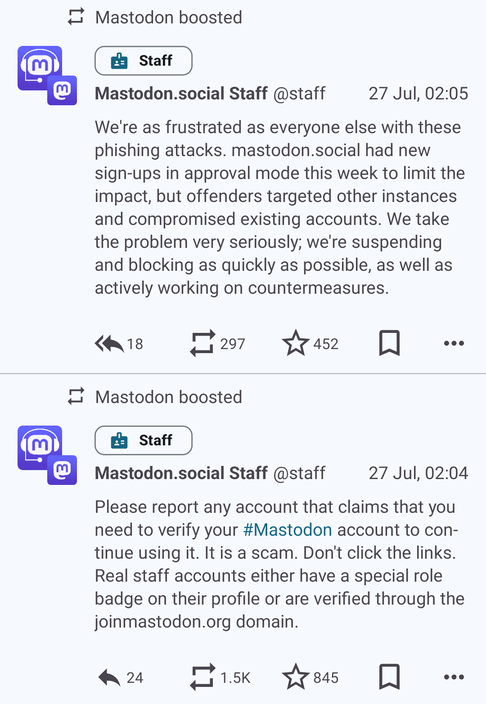 Mastodon boosted
Staff
Mastodon.social Staff @staff 27 Jul, 02:05
We're as frustrated as everyone else with these
phishing attacks. mastodon.social had new
sign-ups in approval mode this week to limit the
impact, but offenders targeted other instances
and compromised existing accounts. We take
the problem very seriously; we're suspending
and blocking as quickly as possible, as well as
actively working on countermeasures.
18 297 452
Mastodon boosted
Staff
Mastodon.social Staff @staff 27 Jul, 02:04
Please report any account that claims that you
need to verify your #Mastodon account to con-
tinue using it. It is a scam. Don't click the links.
Real staff accounts either have a special role
badge on their profile or are verified through the
joinmastodon.org domain.
24 1.5K 845